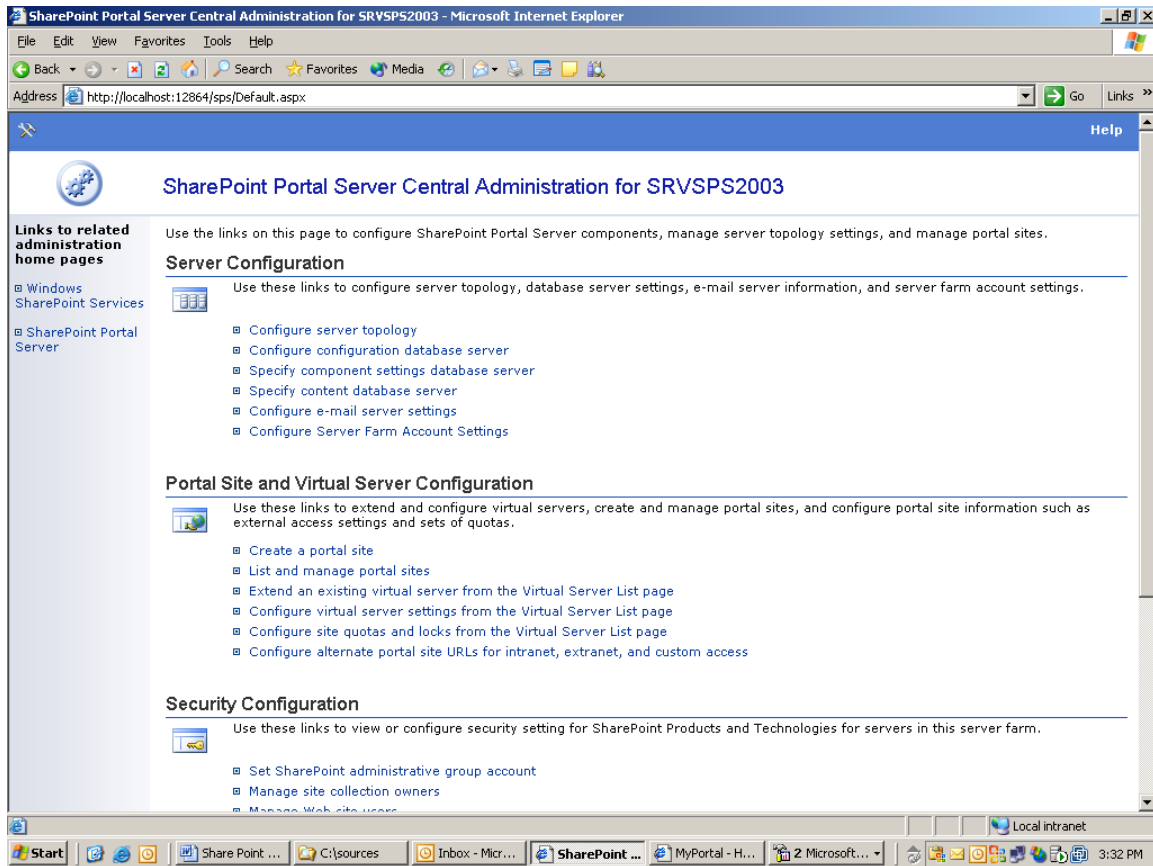 SharePoint Portal Server Central Administration for SRVSPS2003 - Microsoft Internet Explorer
File Edit View Favorites Tools Help
Back Search Favorites Media
Address http://localhost:12864/sps/Default.aspx Go Links »
Help
SharePoint Portal Server Central Administration for SRVSPS2003
Links to related
administration
home pages
Windows
SharePoint Services
SharePoint Portal
Server
Use the links on this page to configure SharePoint Portal Server components, manage server topology settings, and manage portal sites.
Server Configuration
Use these links to configure server topology, database server settings, e-mail server information, and server farm account settings.
Configure server topology
Configure configuration database server
Specify component settings database server
Specify content database server
Configure e-mail server settings
Configure Server Farm Account Settings
Portal Site and Virtual Server Configuration
Use these links to extend and configure virtual servers, create and manage portal sites, and configure portal site information such as
external access settings and sets of quotas.
Create a portal site
List and manage portal sites
Extend an existing virtual server from the Virtual Server List page
Configure virtual server settings from the Virtual Server List page
Configure site quotas and locks from the Virtual Server List page
Configure alternate portal site URLs for intranet, extranet, and custom access
Security Configuration
Use these links to view or configure security setting for SharePoint Products and Technologies for servers in this server farm.
Set SharePoint administrative group account
Manage site collection owners
Manage Web site users
Local intranet
Start Share Point ... C:\sources Inbox - Micr... SharePoint ... MyPortal - H... 2 Microsoft... 3:32 PM